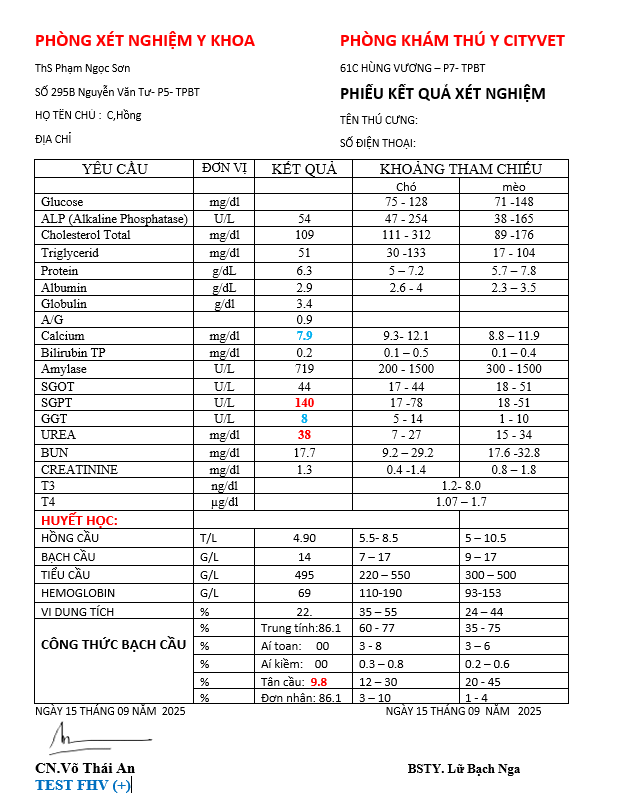 PHÒNG XÉT NGHIỆM Y KHOA PHÒNG KHÁM THÚ Y CITYVET
ThS Phạm Ngọc Sơn 61C HÙNG VƯƠNG – P7- TPBT
SỐ 295B Nguyễn Văn Tư- P5- TPBT PHIẾU KẾT QUẢ XÉT NGHIỆM
HỌ TÊN CHỦ : C,Hồng TÊN THÚ CƯNG:
ĐỊA CHỈ SỐ ĐIỆN THOẠI:
YÊU CẦU ĐƠN VỊ KẾT QUẢ KHOẢNG THAM CHIẾU
Chó mèo
Glucose mg/dl 75 - 128 71 -148
ALP (Alkaline Phosphatase) U/L 54 47 - 254 38 -165
Cholesterol Total mg/dl 109 111 - 312 89 -176
Triglycerid mg/dl 51 30 -133 17 - 104
Protein g/dL 6.3 5 – 7.2 5.7 – 7.8
Albumin g/dL 2.9 2.6 - 4 2.3 – 3.5
Globulin g/dl 3.4
A/G 0.9
Calcium mg/dl 7.9 9.3- 12.1 8.8 – 11.9
Bilirubin TP mg/dl 0.2 0.1 – 0.5 0.1 – 0.4
Amylase U/L 719 200 - 1500 300 - 1500
SGOT U/L 44 17 - 44 18 - 51
SGPT U/L 140 17 -78 18 -51
GGT U/L 8 5 - 14 1 - 10
UREA mg/dl 38 7 - 27 15 - 34
BUN mg/dl 17.7 9.2 – 29.2 17.6 -32.8
CREATININE mg/dl 1.3 0.4 -1.4 0.8 – 1.8
T3 ng/dl 1.2- 8.0
T4 µg/dl 1.07 – 1.7
HUYẾT HỌC:
HỒNG CẦU T/L 4.90 5.5- 8.5 5 – 10.5
BẠCH CẦU G/L 14 7 – 17 9 – 17
TIỂU CẦU G/L 495 220 – 550 300 – 500
HEMOGLOBIN G/L 69 110-190 93-153
VI DUNG TÍCH % 22. 35 – 55 24 – 44
CÔNG THỨC BẠCH CẦU % Trung tính:86.1 60 - 77 35 - 75
% Aí toan: 00 3 - 8 3 – 6
% Aí kiềm: 00 0.3 – 0.8 0.2 – 0.6
% Tân cầu: 9.8 12 – 30 20 - 45
% Đơn nhân: 86.1 3 – 10 1 - 4
NGÀY 15 THÁNG 09 NĂM 2025 NGÀY 15 THÁNG 09 NĂM 2025
CN.Võ Thái An BSTY. Lữ Bạch Nga
TEST FHV (+)